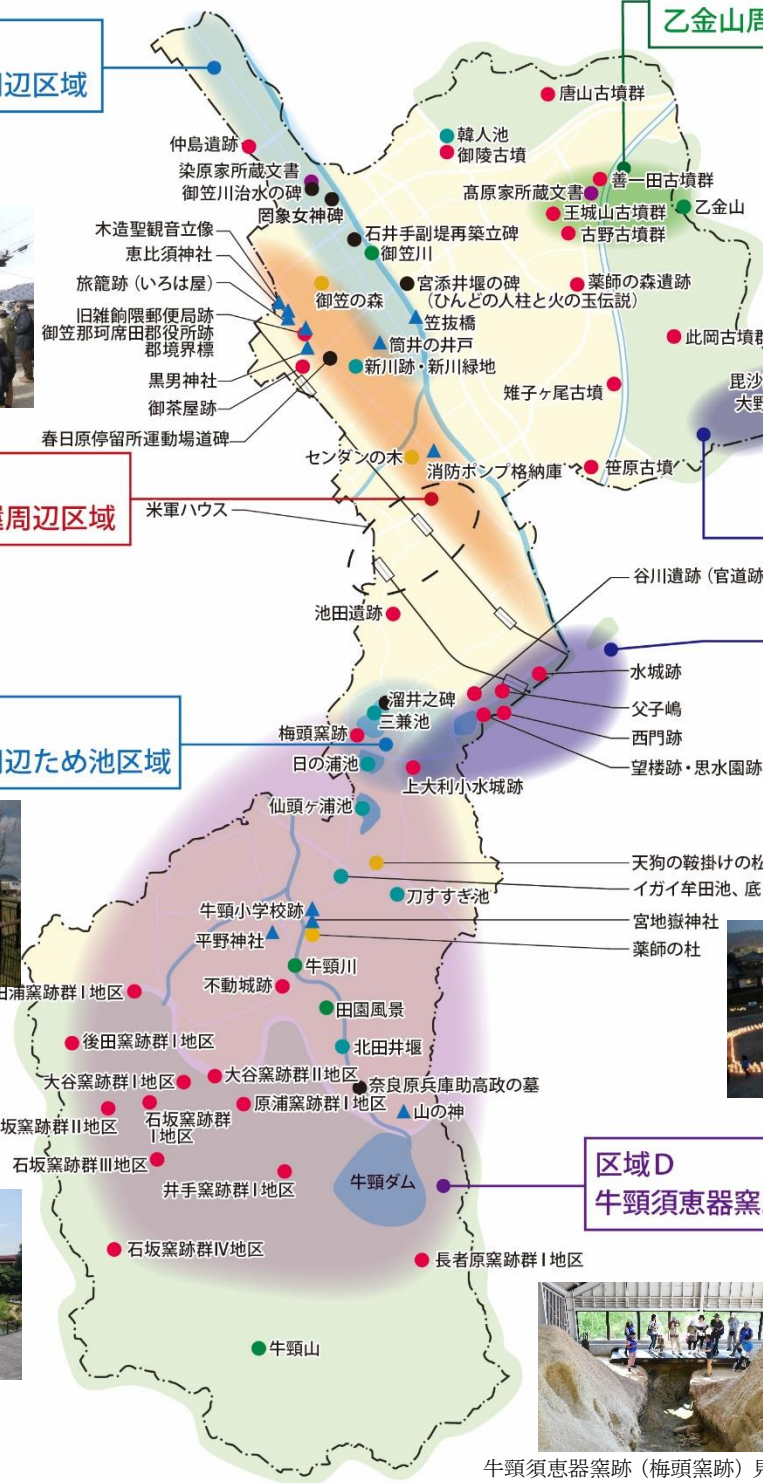 乙金山周
周辺区域
唐山古墳群
韓人池
仲島遺跡
御陵古墳
染原家所蔵文書
善一田古墳群
御笠川治水の碑
髙原家所蔵文書
罔象女神碑
王城山古墳群
乙金山
木造聖観音立像
石井手副堤再築立碑
古野古墳群
恵比須神社
御笠川
旅籠跡（いろは屋）
宮添井堰の碑
薬師の森遺跡
御笠の森
（ひんどの人柱と火の玉伝説）
旧雑餉隈郵便局跡
笠抜橋
御笠那珂席田郡役所跡
此岡古墳群
郡境界標
筒井の井戸
黒男神社
新川跡・新川緑地
毘沙
御茶屋跡
雉子ヶ尾古墳
大野
春日原停留所運動場道碑
センダンの木
消防ポンプ格納庫
笹原古墳
周辺区域
米軍ハウス
谷川遺跡（官道跡
池田遺跡
水城跡
溜井之碑
父子嶋
三兼池
梅頭窯跡
西門跡
辺ため池区域
日の浦池
望楼跡・思水園跡
上大利小水城跡
仙頭ヶ浦池
天狗の鞍掛けの松
イガイ牟田池、底
刀すすぎ池
牛頸小学校跡
宮地嶽神社
平野神社
薬師の杜
牛頸川
不動城跡
田浦窯跡群Ⅰ地区
田園風景
後田窯跡群Ⅰ地区
北田井堰
大谷窯跡群Ⅱ地区
大谷窯跡群Ⅰ地区
奈良原兵庫助高政の墓
原浦窯跡群Ⅰ地区
山の神
坂窯跡群Ⅱ地区
石坂窯跡群
Ⅰ地区
石坂窯跡群Ⅲ地区
井手窯跡群Ⅰ地区
牛頸ダム
区域D
牛頸須恵器窯
石坂窯跡群Ⅳ地区
長者原窯跡群Ⅰ地区
牛頸山
牛頸須恵器窯跡（梅頭窯跡）見